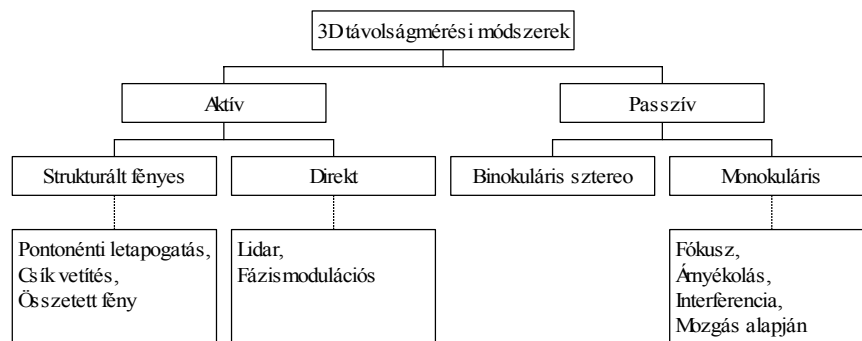 3D távolságmérési módszerek
Aktív
Passzív
Strukturált fényes
Direkt
Binokuláris sztereo
Monokuláris
Pontonénti letapogatás,
Csík vetítés,
Összetett fény
Lidar,
Fázismodulációs
Fókusz,
Árnyékolás,
Interferencia,
Mozgás alapján